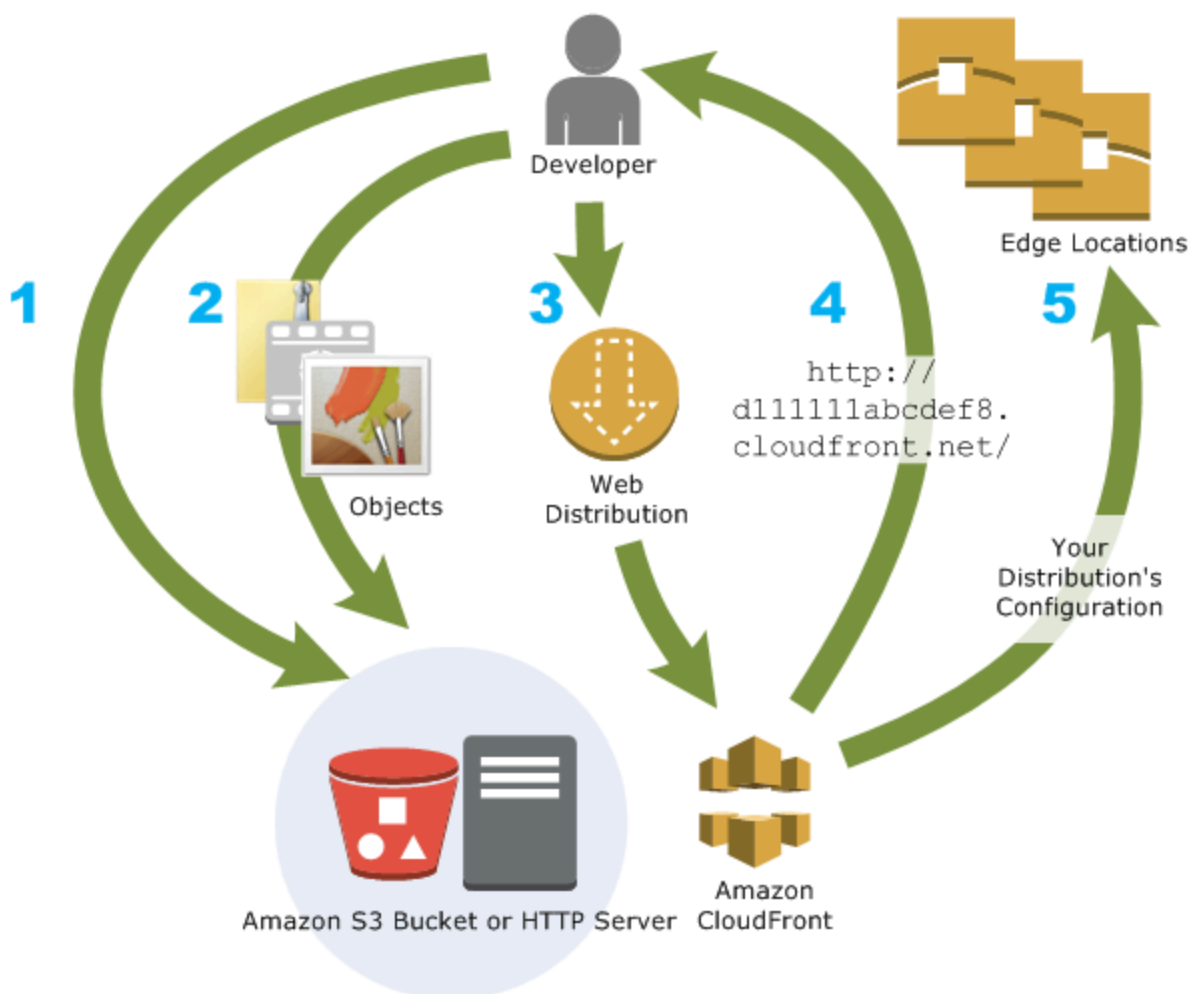 Developer
Edge Locations
1
2
3
4
5
http://
d111111abcdef8.
cloudfront.net/
Objects
Web
Distribution
Your
Distribution's
Configuration
Amazon S3 Bucket or HTTP Server
Amazon
CloudFront